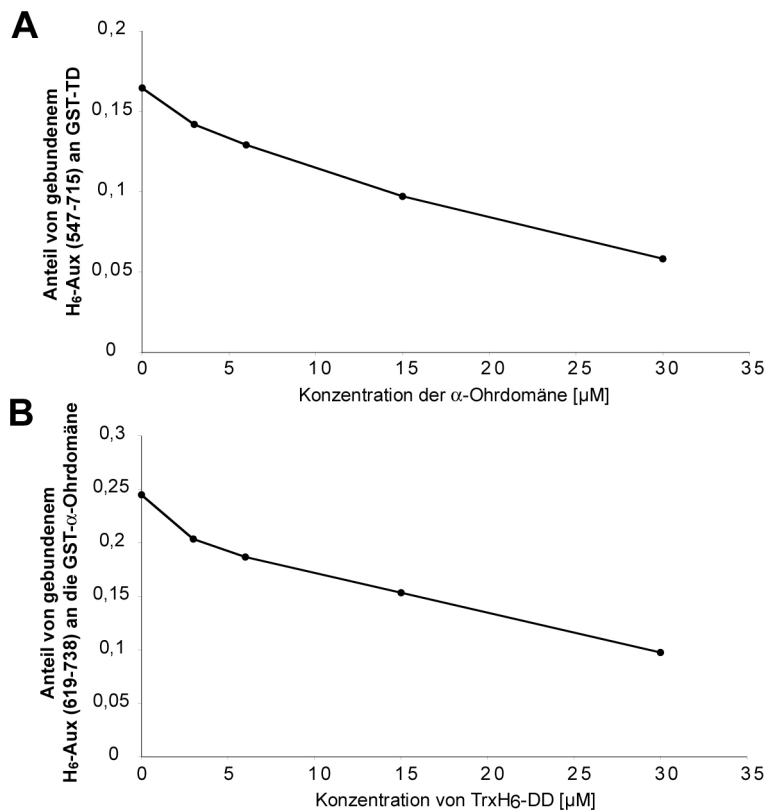 A
Anteil von gebundenem
H₆-Aux (547-715) an GST-TD
0,2
0,15
0,1
0,05
0
0 5 10 15 20 25 30 35
Konzentration der α-Ohrdomäne [µM]
B
Anteil von gebundenem
H₆-Aux (619-738) an die GST-α-Ohrdomäne
0,3
0,25
0,2
0,15
0,1
0,05
0
0 5 10 15 20 25 30 35
Konzentration von TrxH6-DD [µM]